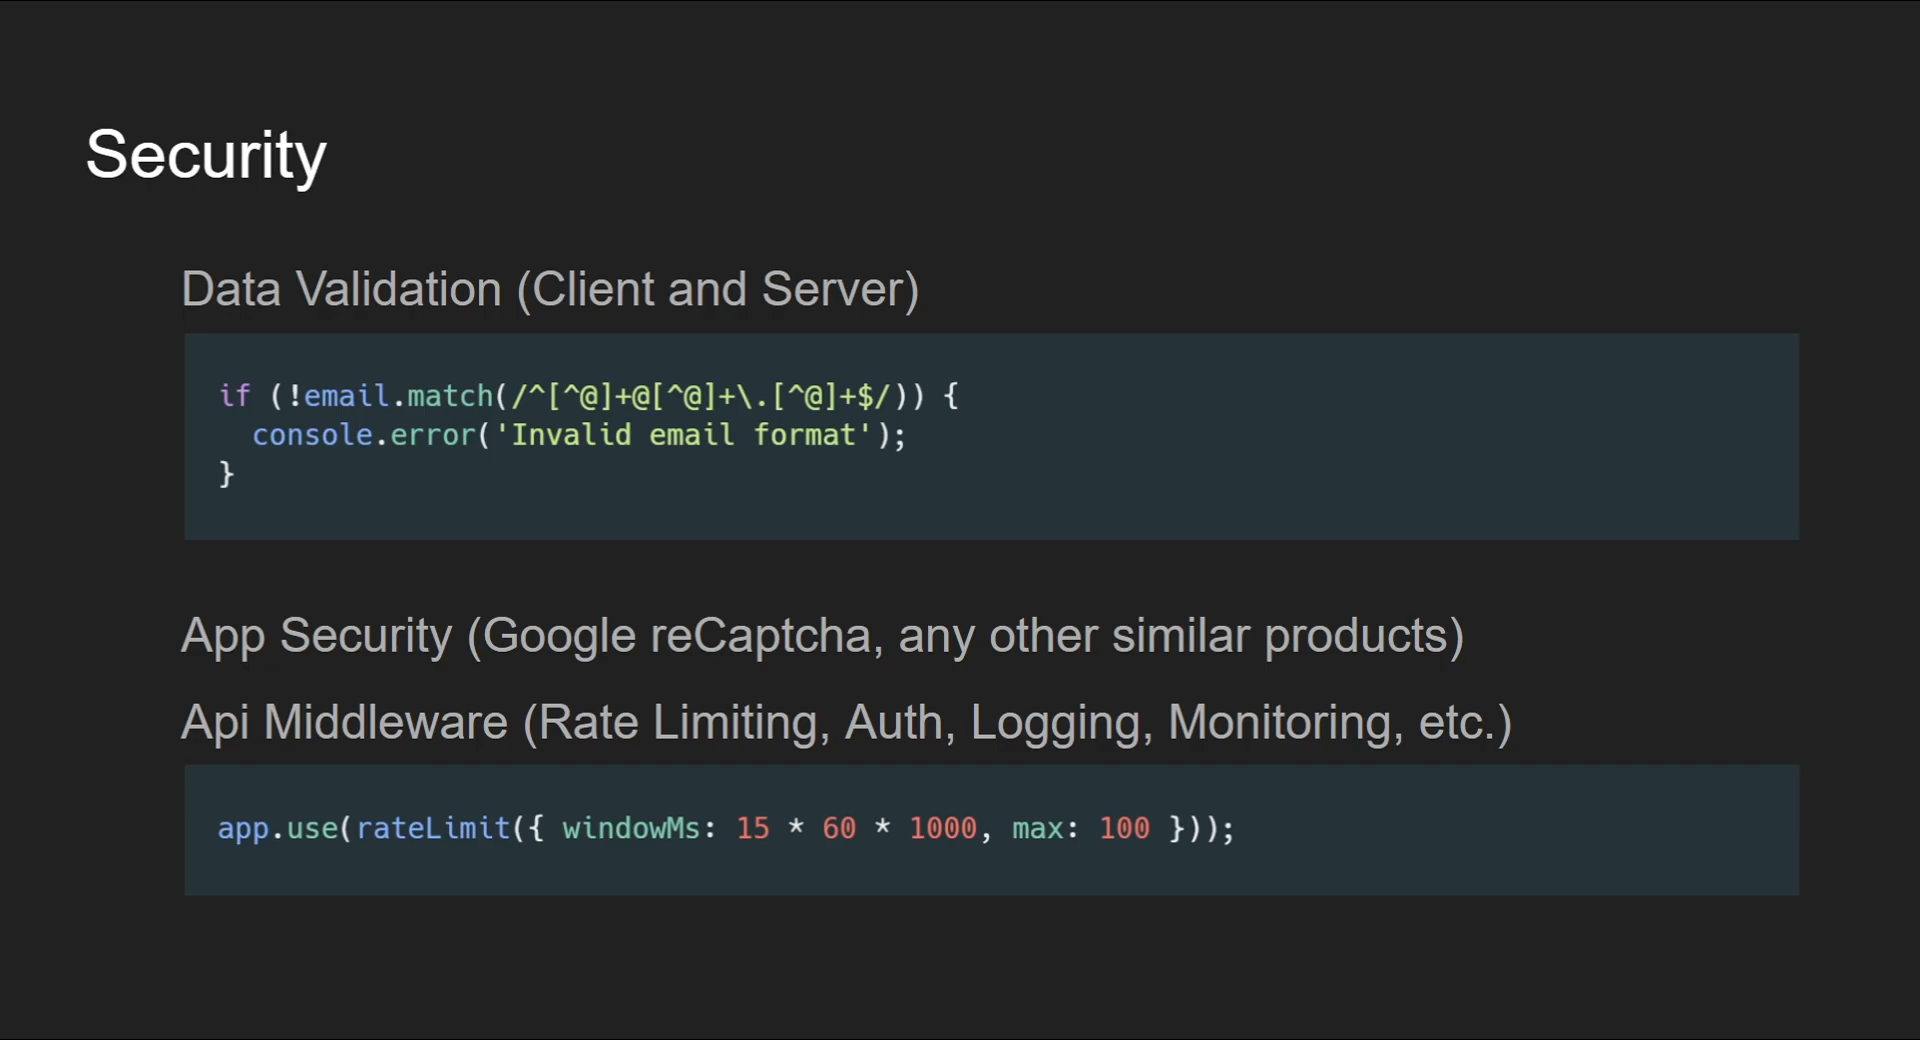 Security
Data Validation (Client and Server)
if (!email.match(/^[^@]+@[^@]+\.[^@]+$/)) {
  console.error('Invalid email format');
}
App Security (Google reCaptcha, any other similar products)
Api Middleware (Rate Limiting, Auth, Logging, Monitoring, etc.)
app.use(rateLimit({ windowMs: 15 * 60 * 1000, max: 100 }));